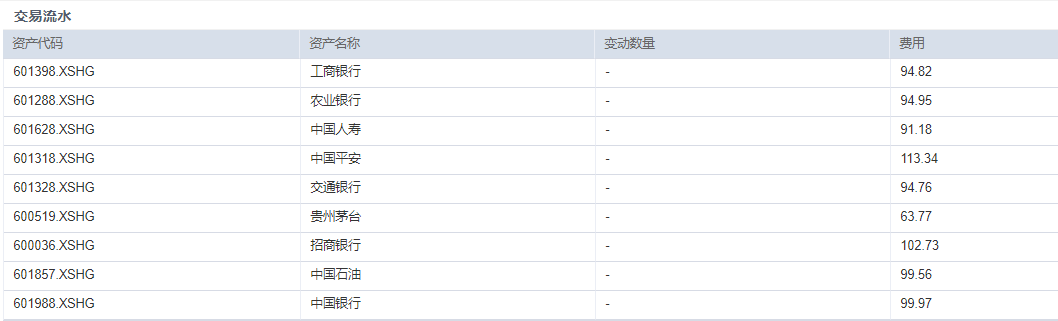 交易流水
资产代码 资产名称 变动数量 费用
601398.XSHG 工商银行 - 94.82
601288.XSHG 农业银行 - 94.95
601628.XSHG 中国人寿 - 91.18
601318.XSHG 中国平安 - 113.34
601328.XSHG 交通银行 - 94.76
600519.XSHG 贵州茅台 - 63.77
600036.XSHG 招商银行 - 102.73
601857.XSHG 中国石油 - 99.56
601988.XSHG 中国银行 - 99.97